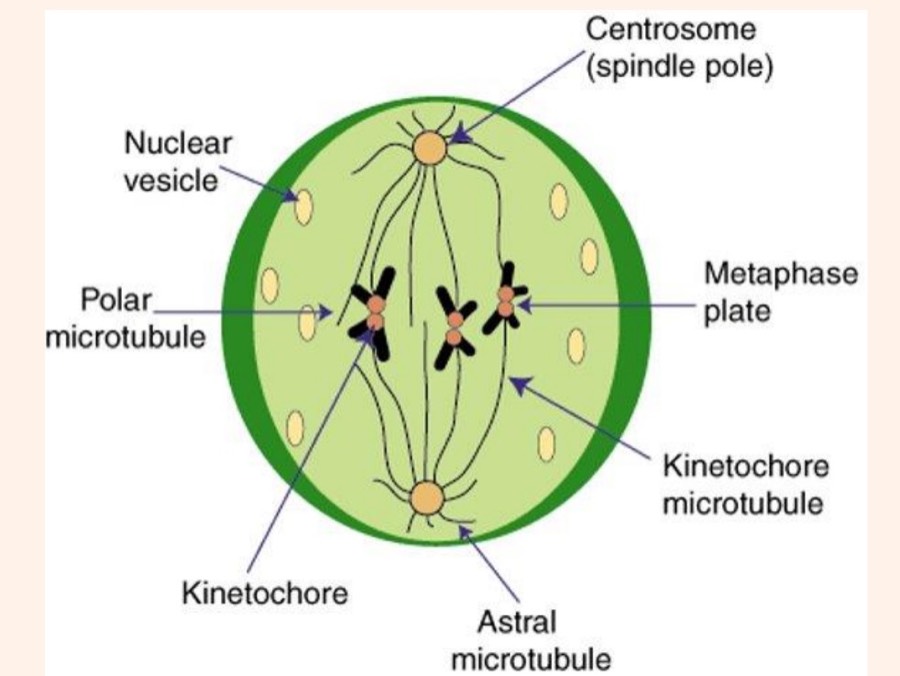 Centrosome
(spindle pole)
Nuclear
vesicle
Metaphase
plate
Polar
microtubule
Kinetochore
microtubule
Kinetochore
Astral
microtubule